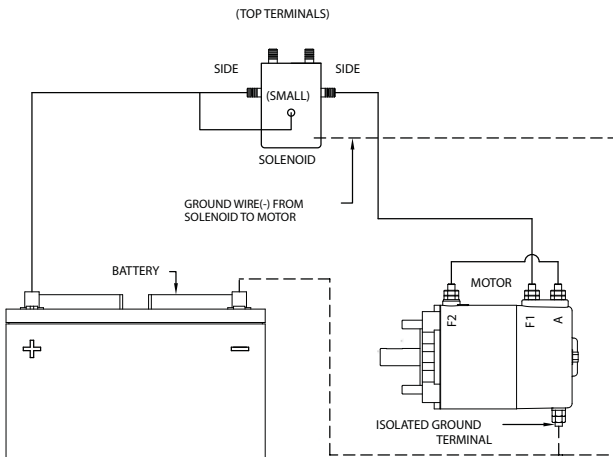 (TOP TERMINALS)
SIDE
SIDE
(SMALL)
SOLENOID
GROUND WIRE(-) FROM
SOLENOID TO MOTOR
BATTERY
MOTOR
F2
F1
A
+
−
ISOLATED GROUND
TERMINAL